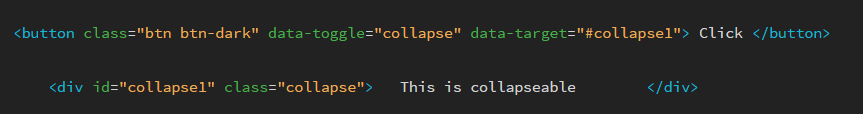 <button class="btn btn-dark" data-toggle="collapse" data-target="#collapse1"> Click </button>
<div id="collapse1" class="collapse">   This is collapseable        </div>